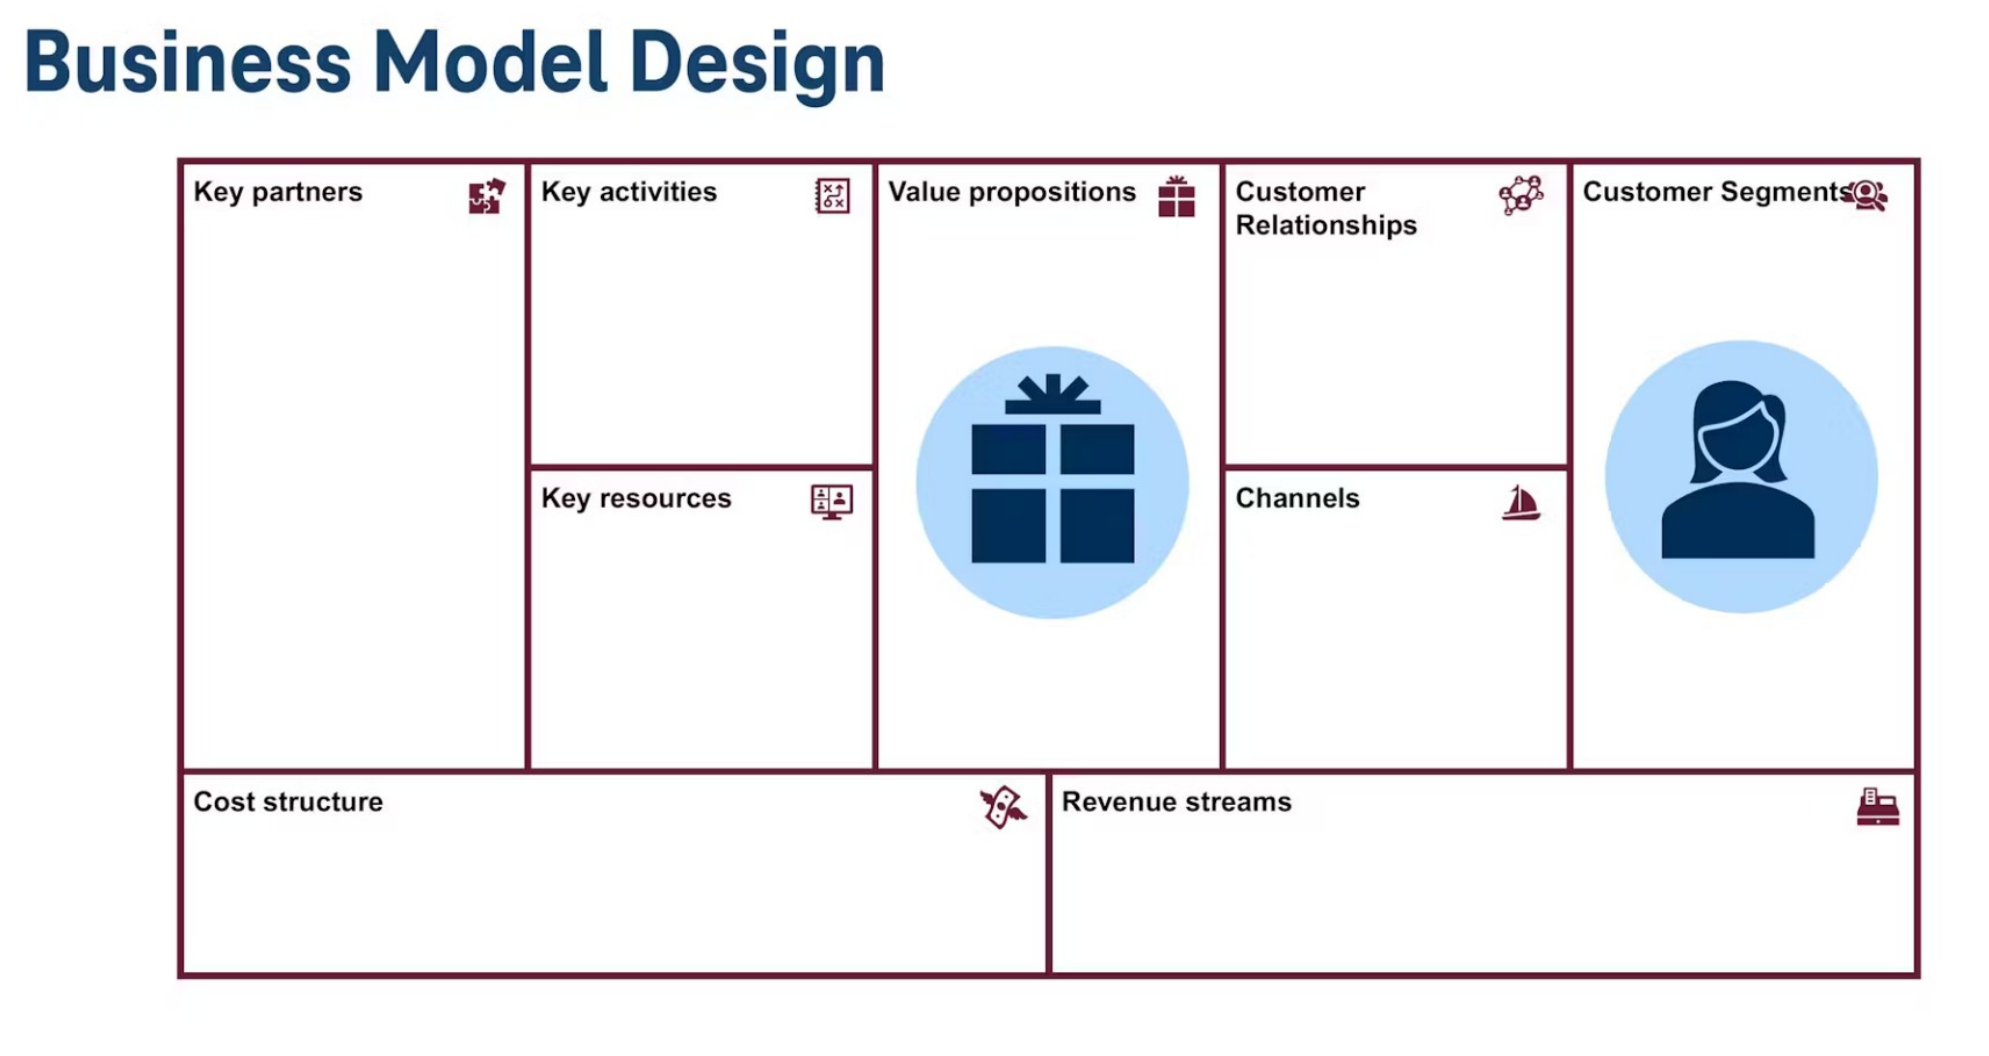 Business Model Design
Key partners
Key activities
Value propositions
Customer
Relationships
Customer Segments
Key resources
Channels
Cost structure
Revenue streams